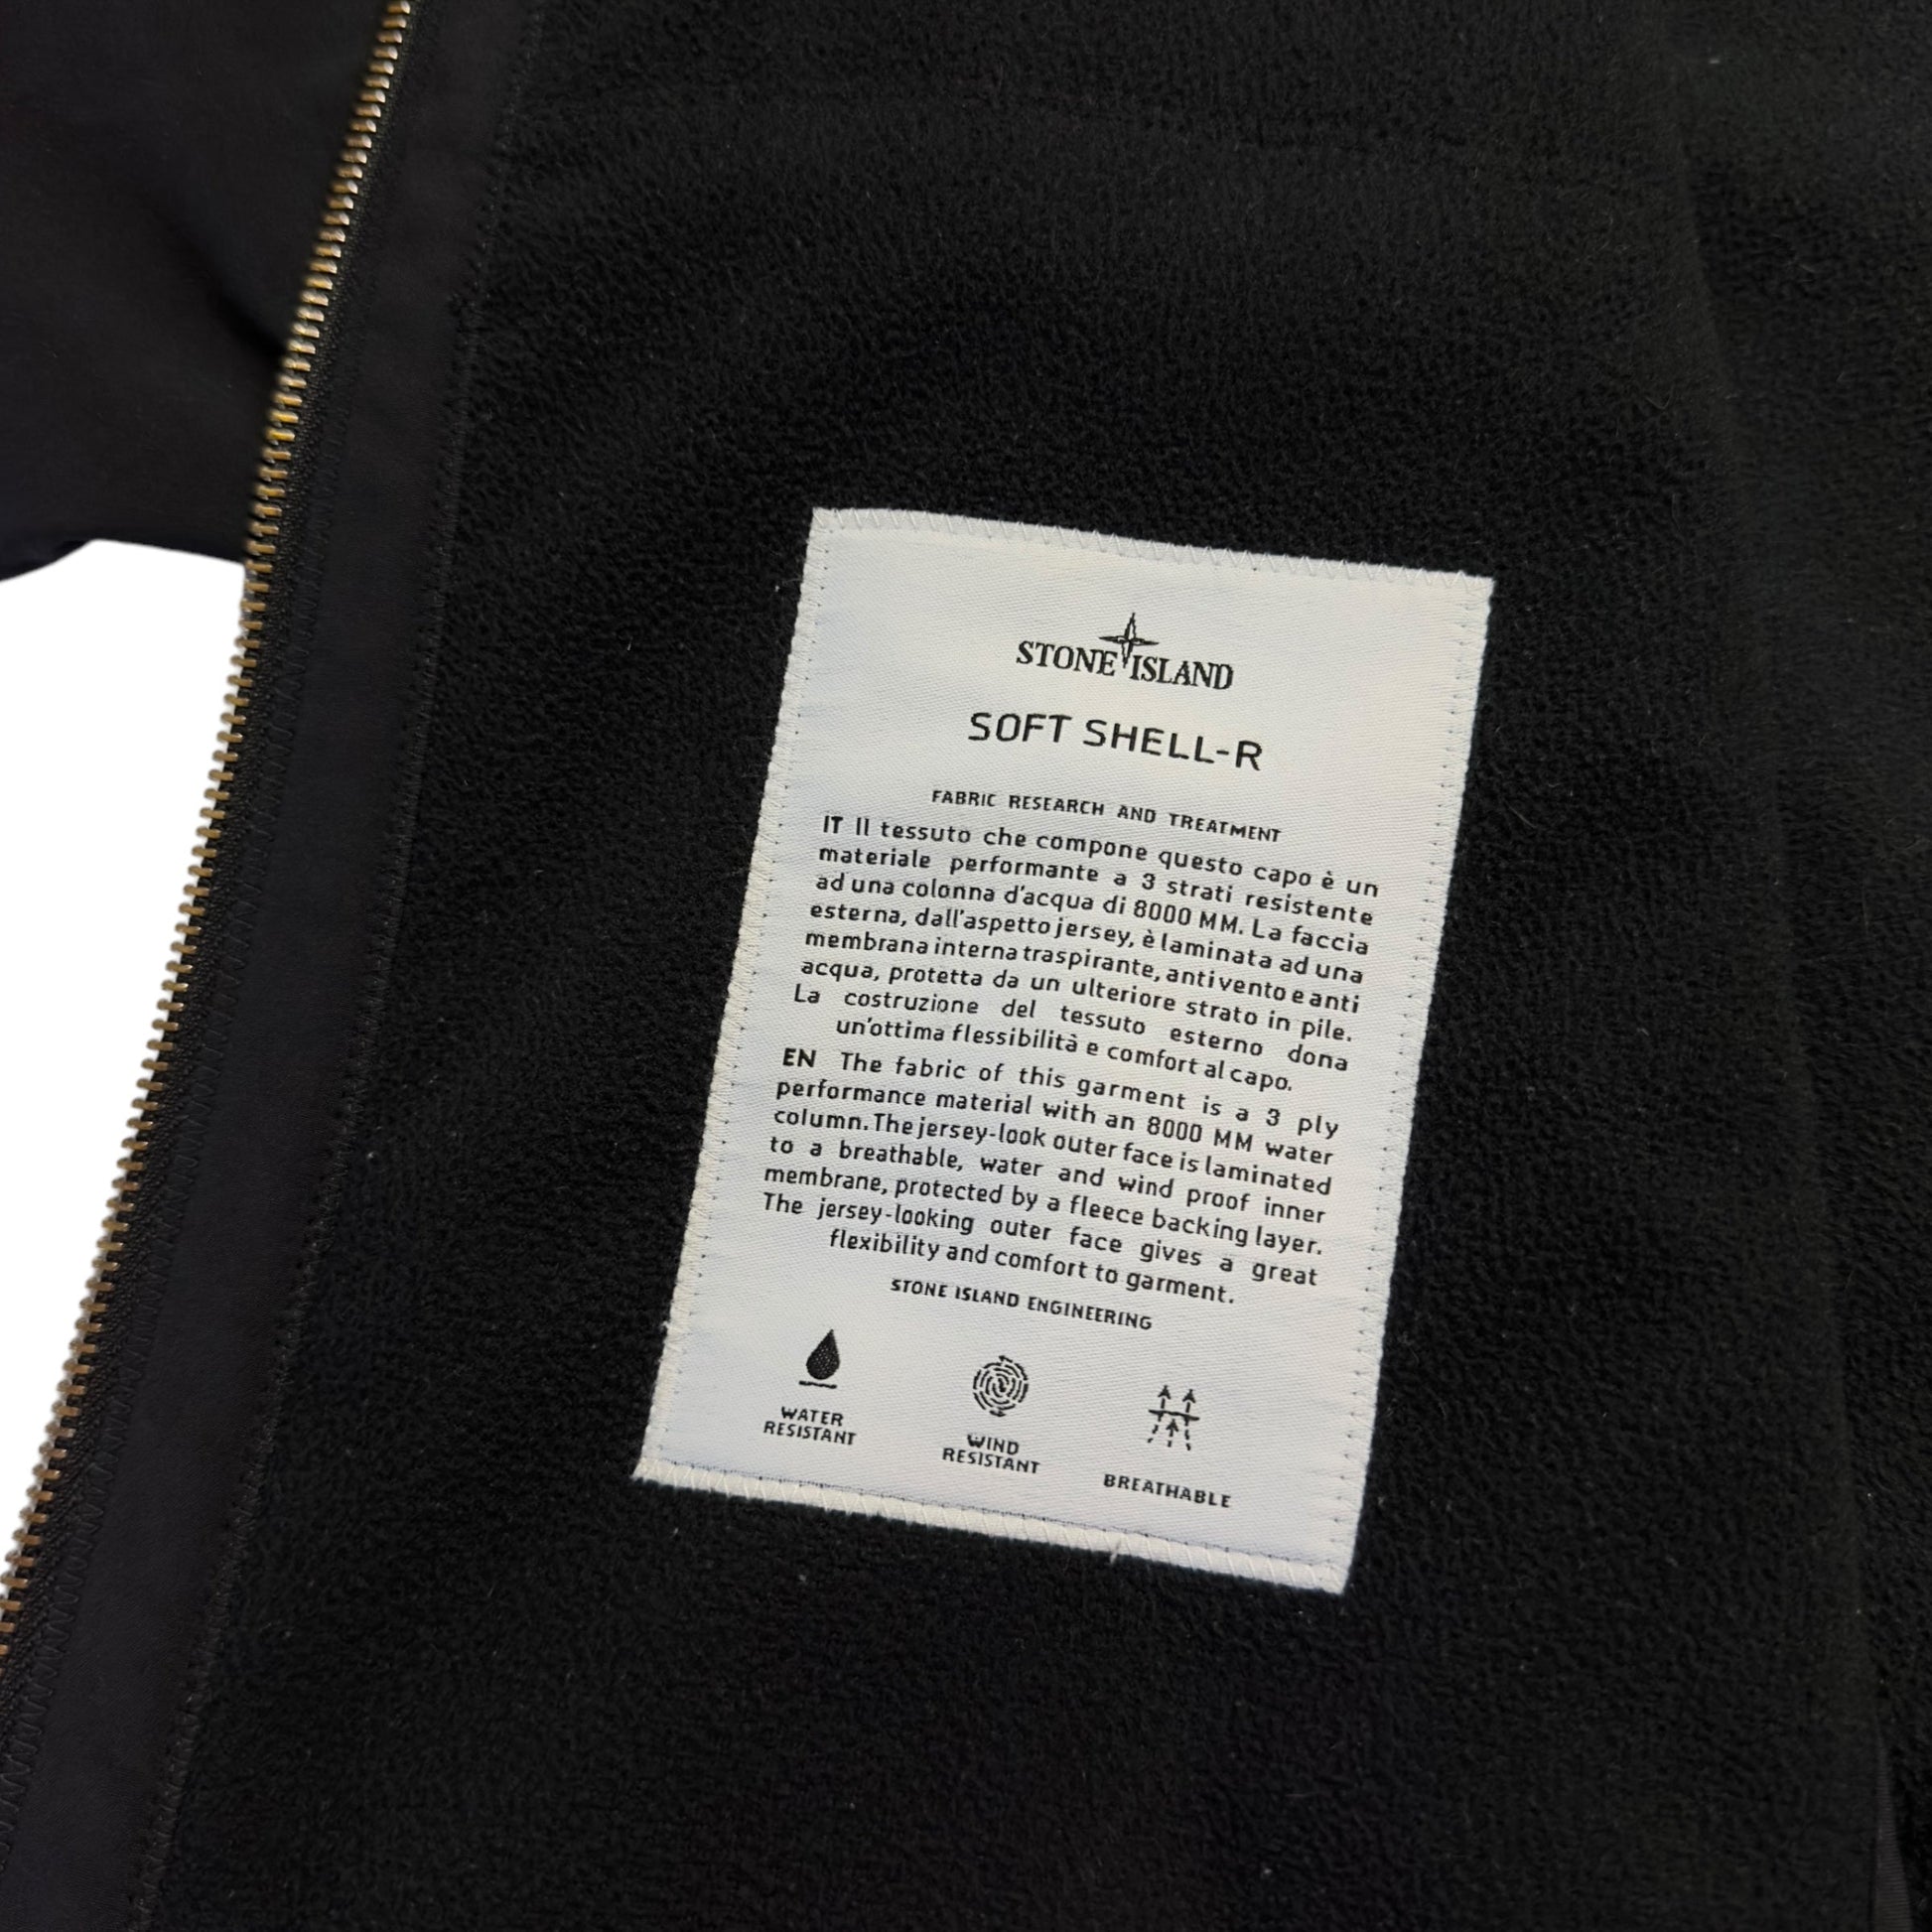 STONE ISLAND
SOFT SHELL-R
FABRIC RESEARCH AND TREATMENT
IT Il tessuto che compone questo capo è un
materiale performante a 3 strati resistente
ad una colonna d'acqua di 8000 MM. La faccia
esterna, dall'aspetto jersey, è laminata ad una
membrana interna traspirante, anti vento e anti
acqua, protetta da un ulteriore strato in pile.
La costruzione del tessuto esterno dona
un'ottima flessibilità e comfort al capo.
EN The fabric of this garment is a 3 ply
performance material with an 8000 MM water
column. The jersey-look outer face is laminated
to a breathable, water and wind proof inner
membrane, protected by a fleece backing layer.
The jersey-looking outer face gives a great
flexibility and comfort to garment.
STONE ISLAND ENGINEERING
WATER
RESISTANT
WIND
RESISTANT
BREATHABLE